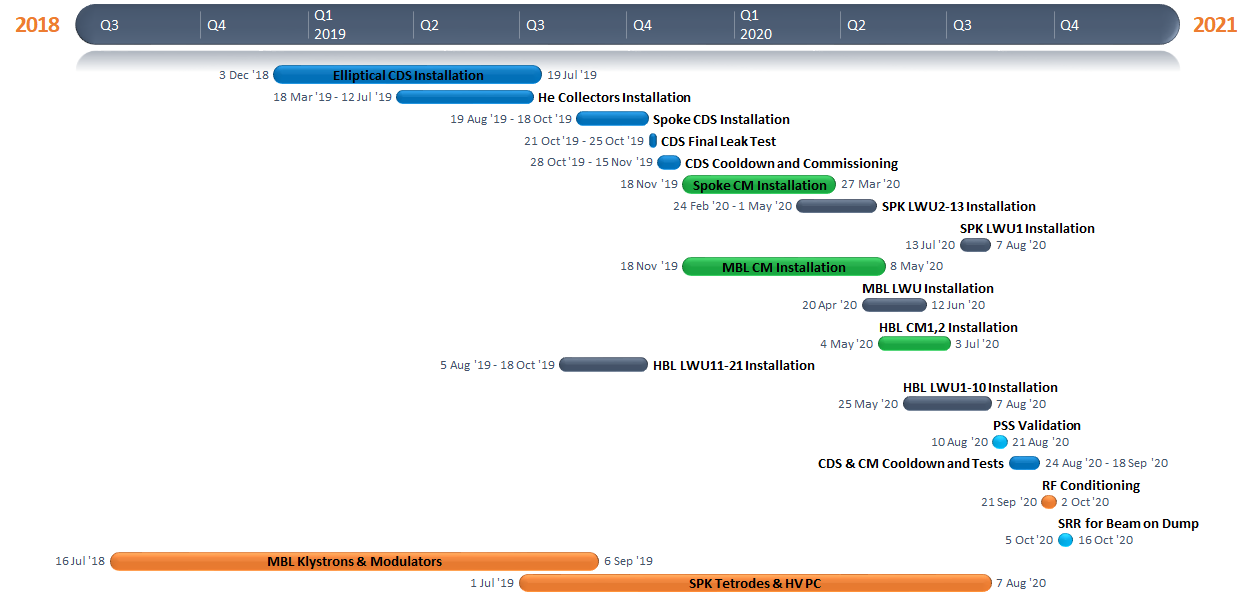 2018 Q3 Q4 Q1 2019 Q2 Q3 Q4 Q1 2020 Q2 Q3 Q4 2021
3 Dec '18 Elliptical CDS Installation 19 Jul '19
18 Mar '19 - 12 Jul '19 He Collectors Installation
19 Aug '19 - 18 Oct '19 Spoke CDS Installation
21 Oct '19 - 25 Oct '19 CDS Final Leak Test
28 Oct '19 - 15 Nov '19 CDS Cooldown and Commissioning
18 Nov '19 Spoke CM Installation 27 Mar '20
24 Feb '20 - 1 May '20 SPK LWU2-13 Installation
SPK LWU1 Installation
13 Jul '20 7 Aug '20
18 Nov '19 MBL CM Installation 8 May '20
MBL LWU Installation
20 Apr '20 12 Jun '20
HBL CM1,2 Installation
4 May '20 3 Jul '20
5 Aug '19 - 18 Oct '19 HBL LWU11-21 Installation
HBL LWU1-10 Installation
25 May '20 7 Aug '20
PSS Validation
10 Aug '20 21 Aug '20
CDS & CM Cooldown and Tests 24 Aug '20 - 18 Sep '20
RF Conditioning
21 Sep '20 2 Oct '20
SRR for Beam on Dump
5 Oct '20 16 Oct '20
16 Jul '18 MBL Klystrons & Modulators 6 Sep '19
1 Jul '19 SPK Tetrodes & HV PC 7 Aug '20